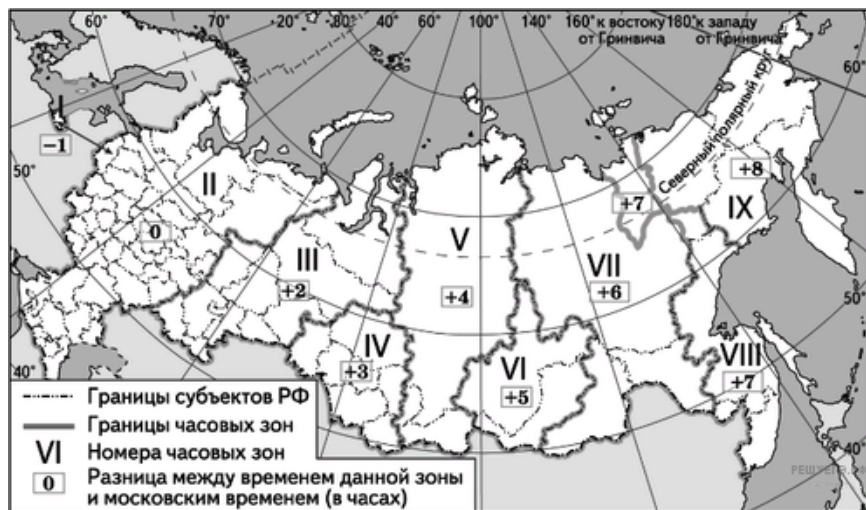 60° 70° 20° 80° 100° 140° 160° к востоку от Гринвича 180° к западу от Гринвича
60°
I
−1
Северный полярный круг
50°
II
+8
+7
IX
0
V
III
VII
+2
+4
+6
50°
IV
VI
VIII
+3
+5
+7
40°
40°
Границы субъектов РФ
Границы часовых зон
VI Номера часовых зон
0 Разница между временем данной зоны
и московским временем (в часах)